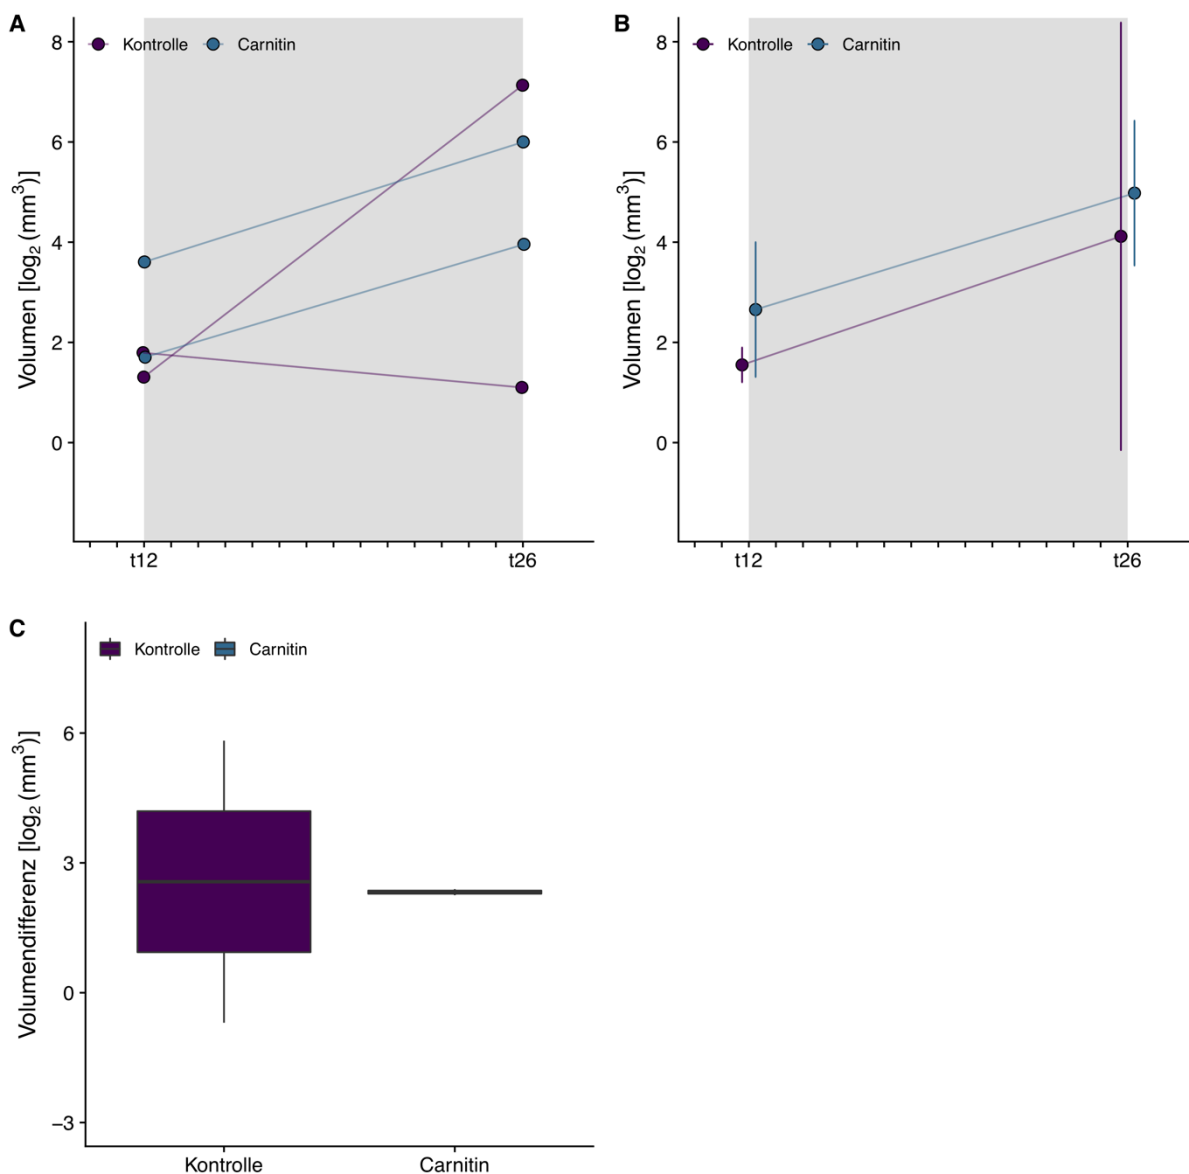 A
Kontrolle Carnitin
8
6
4
2
0
Volumen [log₂(mm³)]
t12 t26
B
Kontrolle Carnitin
8
6
4
2
0
Volumen [log₂(mm³)]
t12 t26
C
Kontrolle Carnitin
6
3
0
−3
Volumendifferenz [log₂(mm³)]
Kontrolle Carnitin